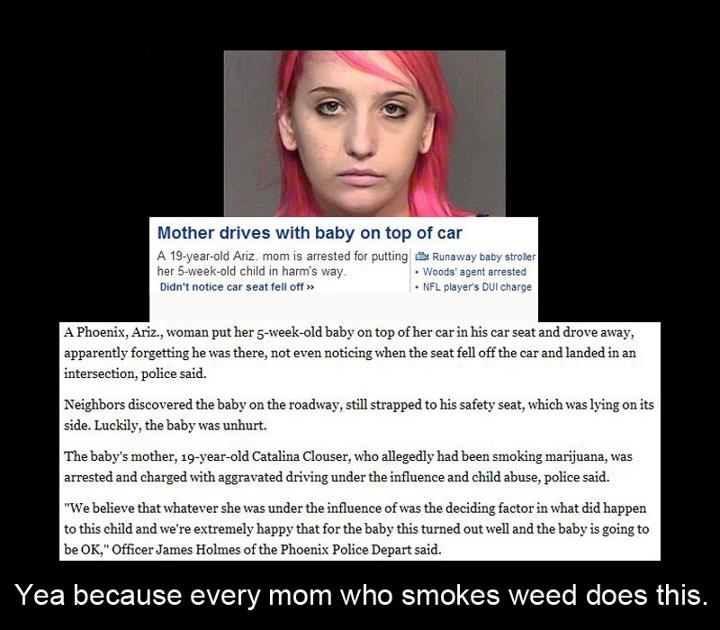 Mother drives with baby on top of car
A 19-year-old Ariz. mom is arrested for putting
her 5-week-old child in harm's way.
Didn't notice car seat fell off »
Runaway baby stroller
• Woods' agent arrested
• NFL player's DUI charge
A Phoenix, Ariz., woman put her 5-week-old baby on top of her car in his car seat and drove away,
apparently forgetting he was there, not even noticing when the seat fell off the car and landed in an
intersection, police said.
Neighbors discovered the baby on the roadway, still strapped to his safety seat, which was lying on its
side. Luckily, the baby was unhurt.
The baby's mother, 19-year-old Catalina Clouser, who allegedly had been smoking marijuana, was
arrested and charged with aggravated driving under the influence and child abuse, police said.
"We believe that whatever she was under the influence of was the deciding factor in what did happen
to this child and we're extremely happy that for the baby this turned out well and the baby is going to
be OK," Officer James Holmes of the Phoenix Police Depart said.
Yea because every mom who smokes weed does this.